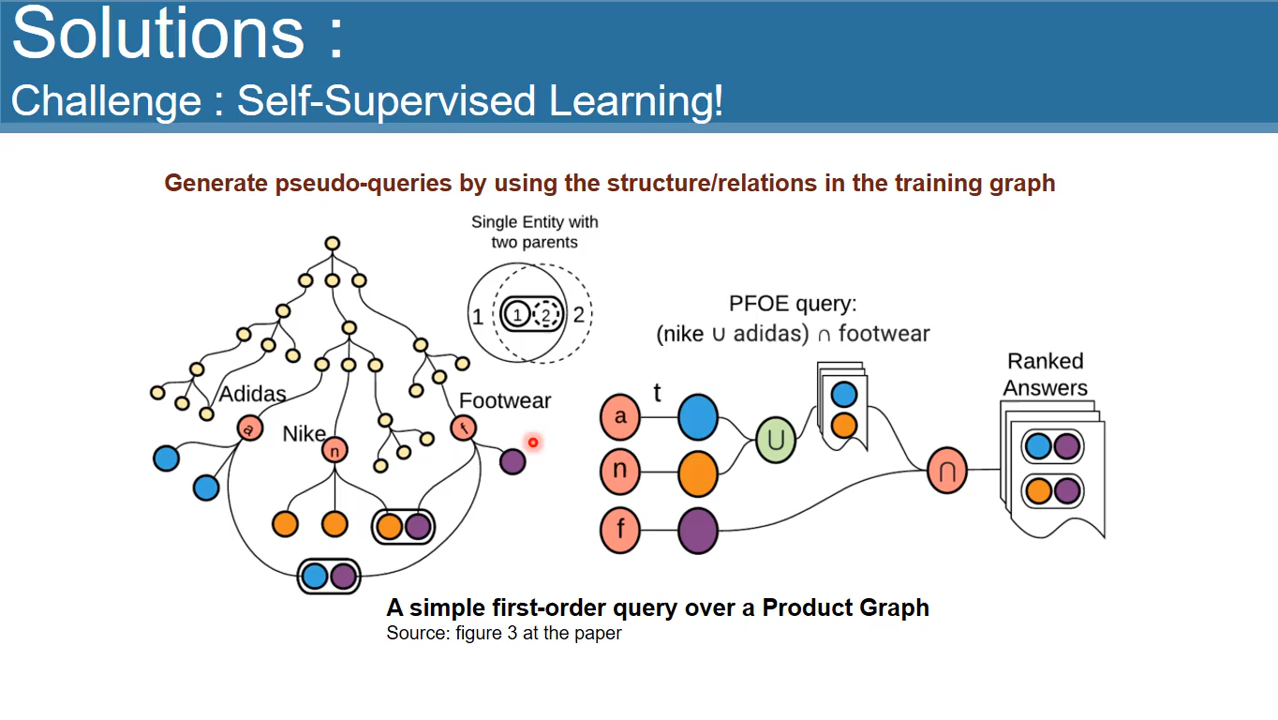 Solutions :
Challenge : Self-Supervised Learning!
Generate pseudo-queries by using the structure/relations in the training graph
Single Entity with
two parents
1
1
2
2
Adidas
a
Nike
n
Footwear
f
PFOE query:
(nike ∪ adidas) ∩ footwear
t
a
n
f
∪
∩
Ranked
Answers
A simple first-order query over a Product Graph
Source: figure 3 at the paper